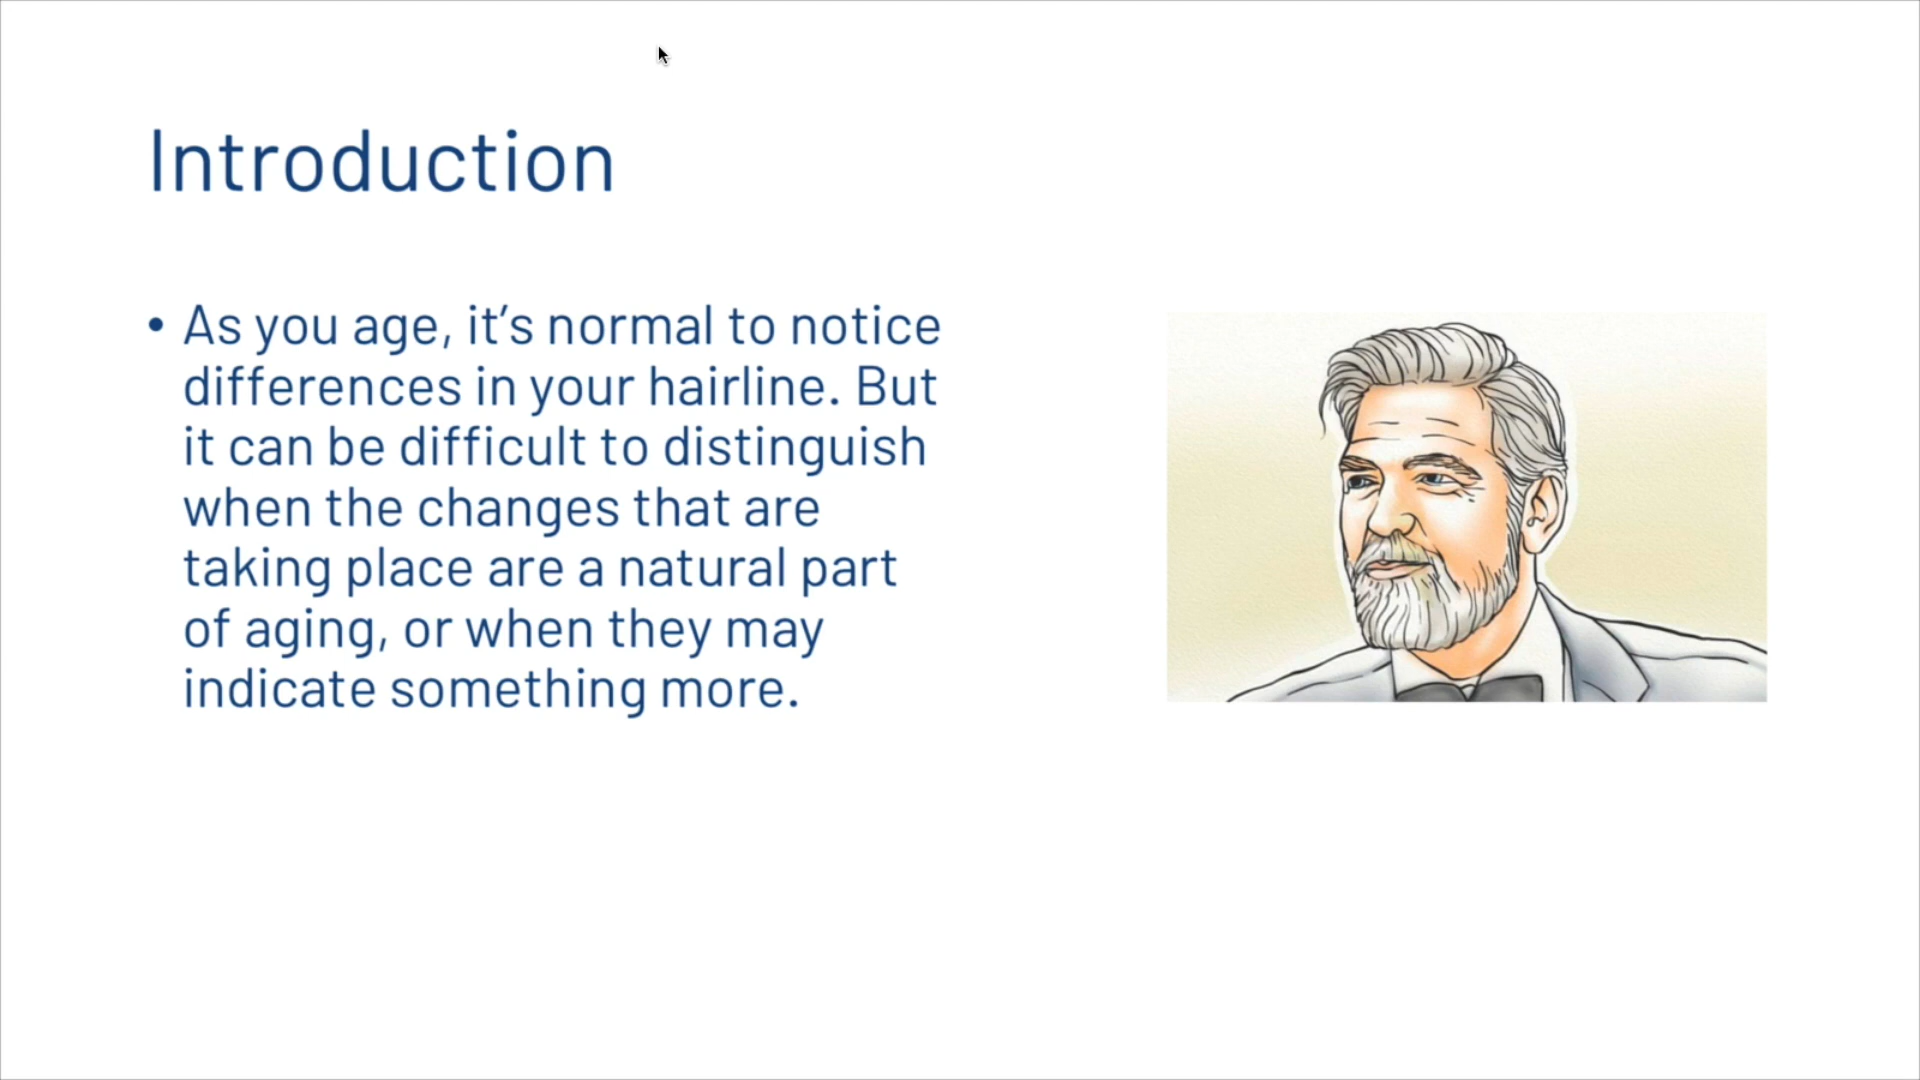 Introduction
• As you age, it’s normal to notice
differences in your hairline. But
it can be difficult to distinguish
when the changes that are
taking place are a natural part
of aging, or when they may
indicate something more.